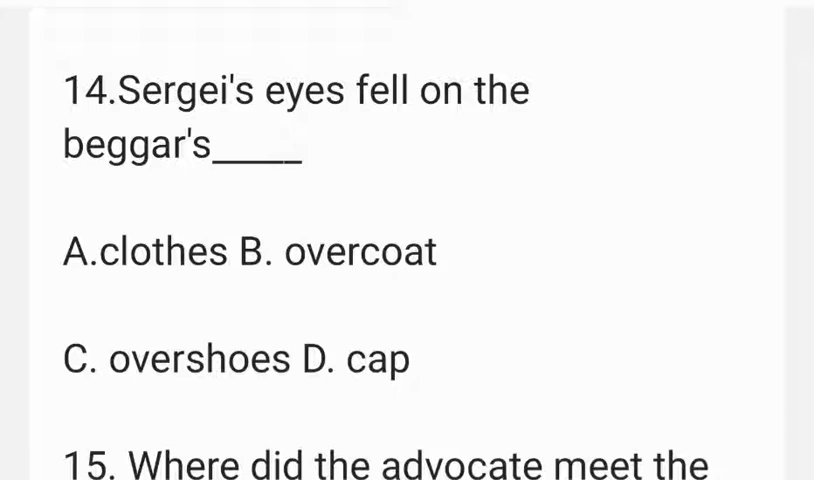 14.Sergei's eyes fell on the
beggar's_____
A.clothes B. overcoat
C. overshoes D. cap
15. Where did the advocate meet the